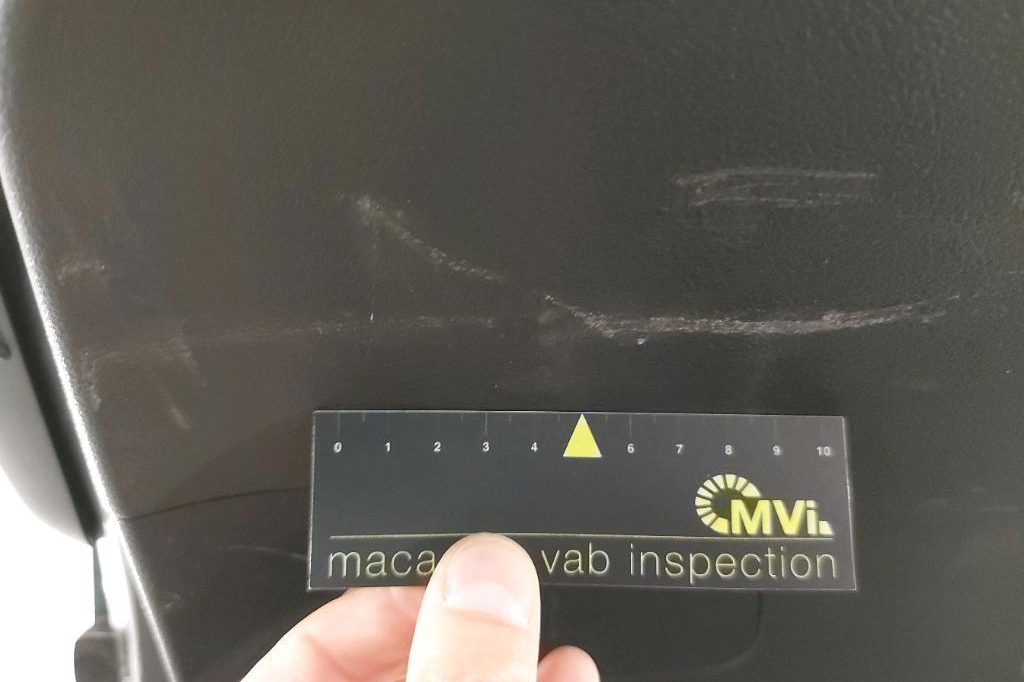 0 1 2 3 4 6 7 8 9 10
MVi.
maca vab inspection